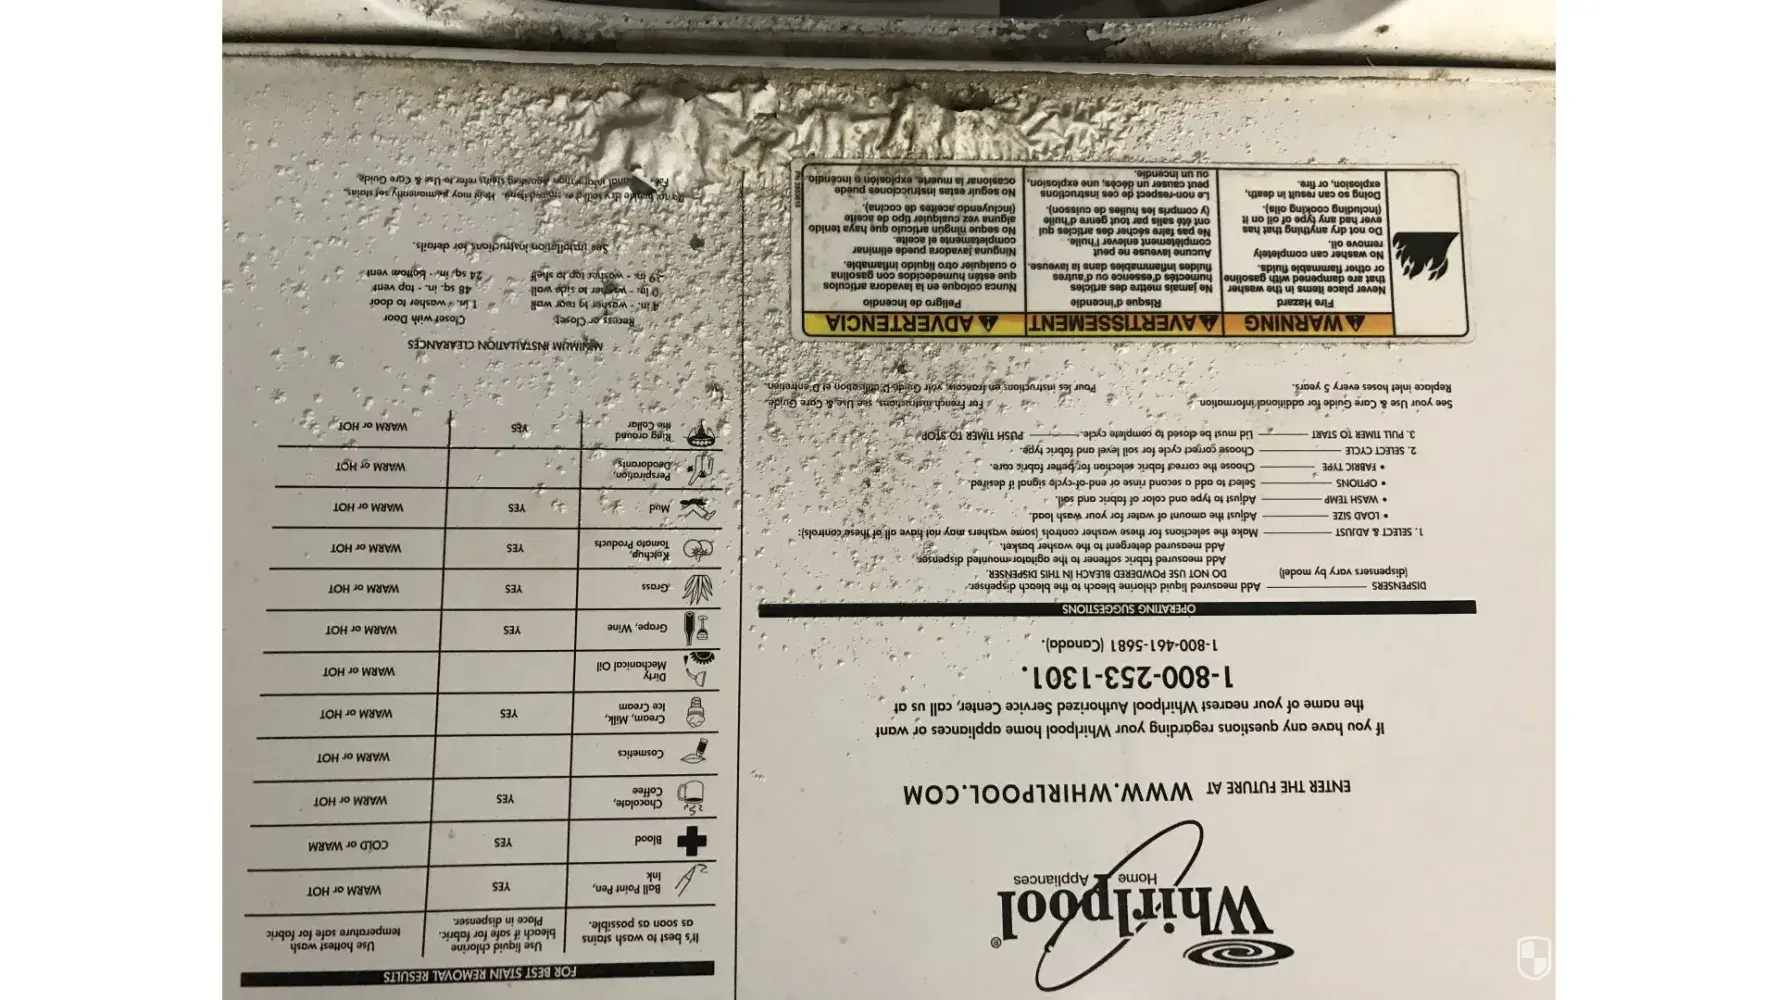 Whirlpool®
Home Appliances
ENTER THE FUTURE AT WWW.WHIRLPOOL.COM
If you have any questions regarding your Whirlpool home appliances or want
the name of your nearest Whirlpool Authorized Service Center, call us at
1-800-253-1301.
1-800-461-5681 (Canada).
OPERATING SUGGESTIONS
DISPENSERS Add measured liquid chlorine bleach to the bleach dispenser.
(dispensers vary by model) DO NOT USE POWDERED BLEACH IN THIS DISPENSER.
Add measured fabric softener to the agitator-mounted dispenser.
Add measured detergent to the washer basket.
1. SELECT & ADJUST Make the selections for these washer controls (some washers may not have all of these controls):
• LOAD SIZE Adjust the amount of water for your wash load.
• WASH TEMP Adjust to type and color of fabric and soil.
• OPTIONS Select to add a second rinse or end-of-cycle signal if desired.
• FABRIC TYPE Choose the correct fabric selection for better fabric care.
2. SELECT CYCLE Choose correct cycle for soil level and fabric type.
3. PULL TIMER TO START Lid must be closed to complete cycle. PUSH TIMER TO STOP
See your Use & Care Guide for additional information. For French instructions, see Use & Care Guide.
Replace inlet hoses every 5 years. Pour les instructions en français, voir Guide D'utilisation et D'entretien.
WARNING
Fire Hazard
Never place items in the washer
that are dampened with gasoline
or other flammable fluids.
No washer can completely
remove oil.
Do not dry anything that has
ever had any type of oil on it
(including cooking oils).
Doing so can result in death,
explosion, or fire.
AVERTISSEMENT
Risque d'incendie
Ne jamais mettre des articles
humectés d'essence ou d'autres
fluides inflammables dans la laveuse.
Aucune laveuse ne peut
complètement enlever l'huile.
Ne pas faire sécher des articles qui
ont été salis par tout genre d'huile
(y compris les huiles de cuisson).
Le non-respect de ces instructions
peut causer un décès, une explosion,
ou un incendie.
ADVERTENCIA
Peligro de Incendio
Nunca coloque en la lavadora artículos
que estén humedecidos con gasolina
o cualquier otro líquido inflamable.
Ninguna lavadora puede eliminar
completamente el aceite.
No seque ningún artículo que haya tenido
alguna vez cualquier tipo de aceite
(incluyendo aceites de cocina).
No seguir estas instrucciones puede
ocasionar la muerte, explosión o incendio
FOR BEST STAIN REMOVAL RESULTS
It's best to wash stains
as soon as possible.
Use liquid chlorine
bleach if safe for fabric.
Place in dispenser.
Use hottest wash
temperature safe for fabric
Ball Point Pen,
Ink
YES
WARM or HOT
Blood
YES
COLD or WARM
Chocolate,
Coffee
YES
WARM or HOT
Cosmetics
WARM or HOT
Cream, Milk,
Ice Cream
YES
WARM or HOT
Dirty
Mechanical Oil
WARM or HOT
Grape, Wine
YES
WARM or HOT
Grass
YES
WARM or HOT
Ketchup,
Tomato Products
YES
WARM or HOT
Mud
YES
WARM or HOT
Perspiration,
Deodorants
WARM or HOT
Ring around
the Collar
YES
WARM or HOT
MINIMUM INSTALLATION CLEARANCES
Recess or Closet Closet with Door
4 in. - washer to rear wall 1 in. - washer to door
0 in. - washer to side wall 48 sq. in. - top vent
in. - washer top to shelf 24 sq. in. - bottom vent
See installation instructions for details.
Do not dry soiled or stained items. Heat may permanently set stains.
For information regarding stains refer to Use & Care Guide.